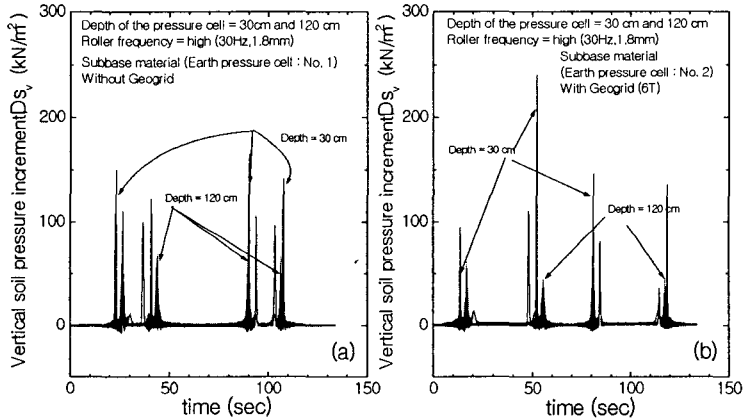 Depth of the pressure cell = 30cm and 120 cm
Roller frequency = high (30Hz,1.8mm)
Subbase material (Earth pressure cell : No. 1)
Without Geogrid
Depth = 30 cm
Depth = 120 cm
(a)
300
200
100
0
0
50
100
150
Vertical soil pressure incrementDsv (kN/m²)
time (sec)
Depth of the pressure cell = 30 cm and 120 cm
Roller frequency = high (30Hz,1.8mm)
Subbase material
(Earth pressure cell : No. 2)
With Geogrid (6T)
Depth = 30 cm
Depth = 120 cm
(b)
300
200
100
0
0
50
100
150
Vertical soil pressure incrementDsv (kN/m²)
time (sec)